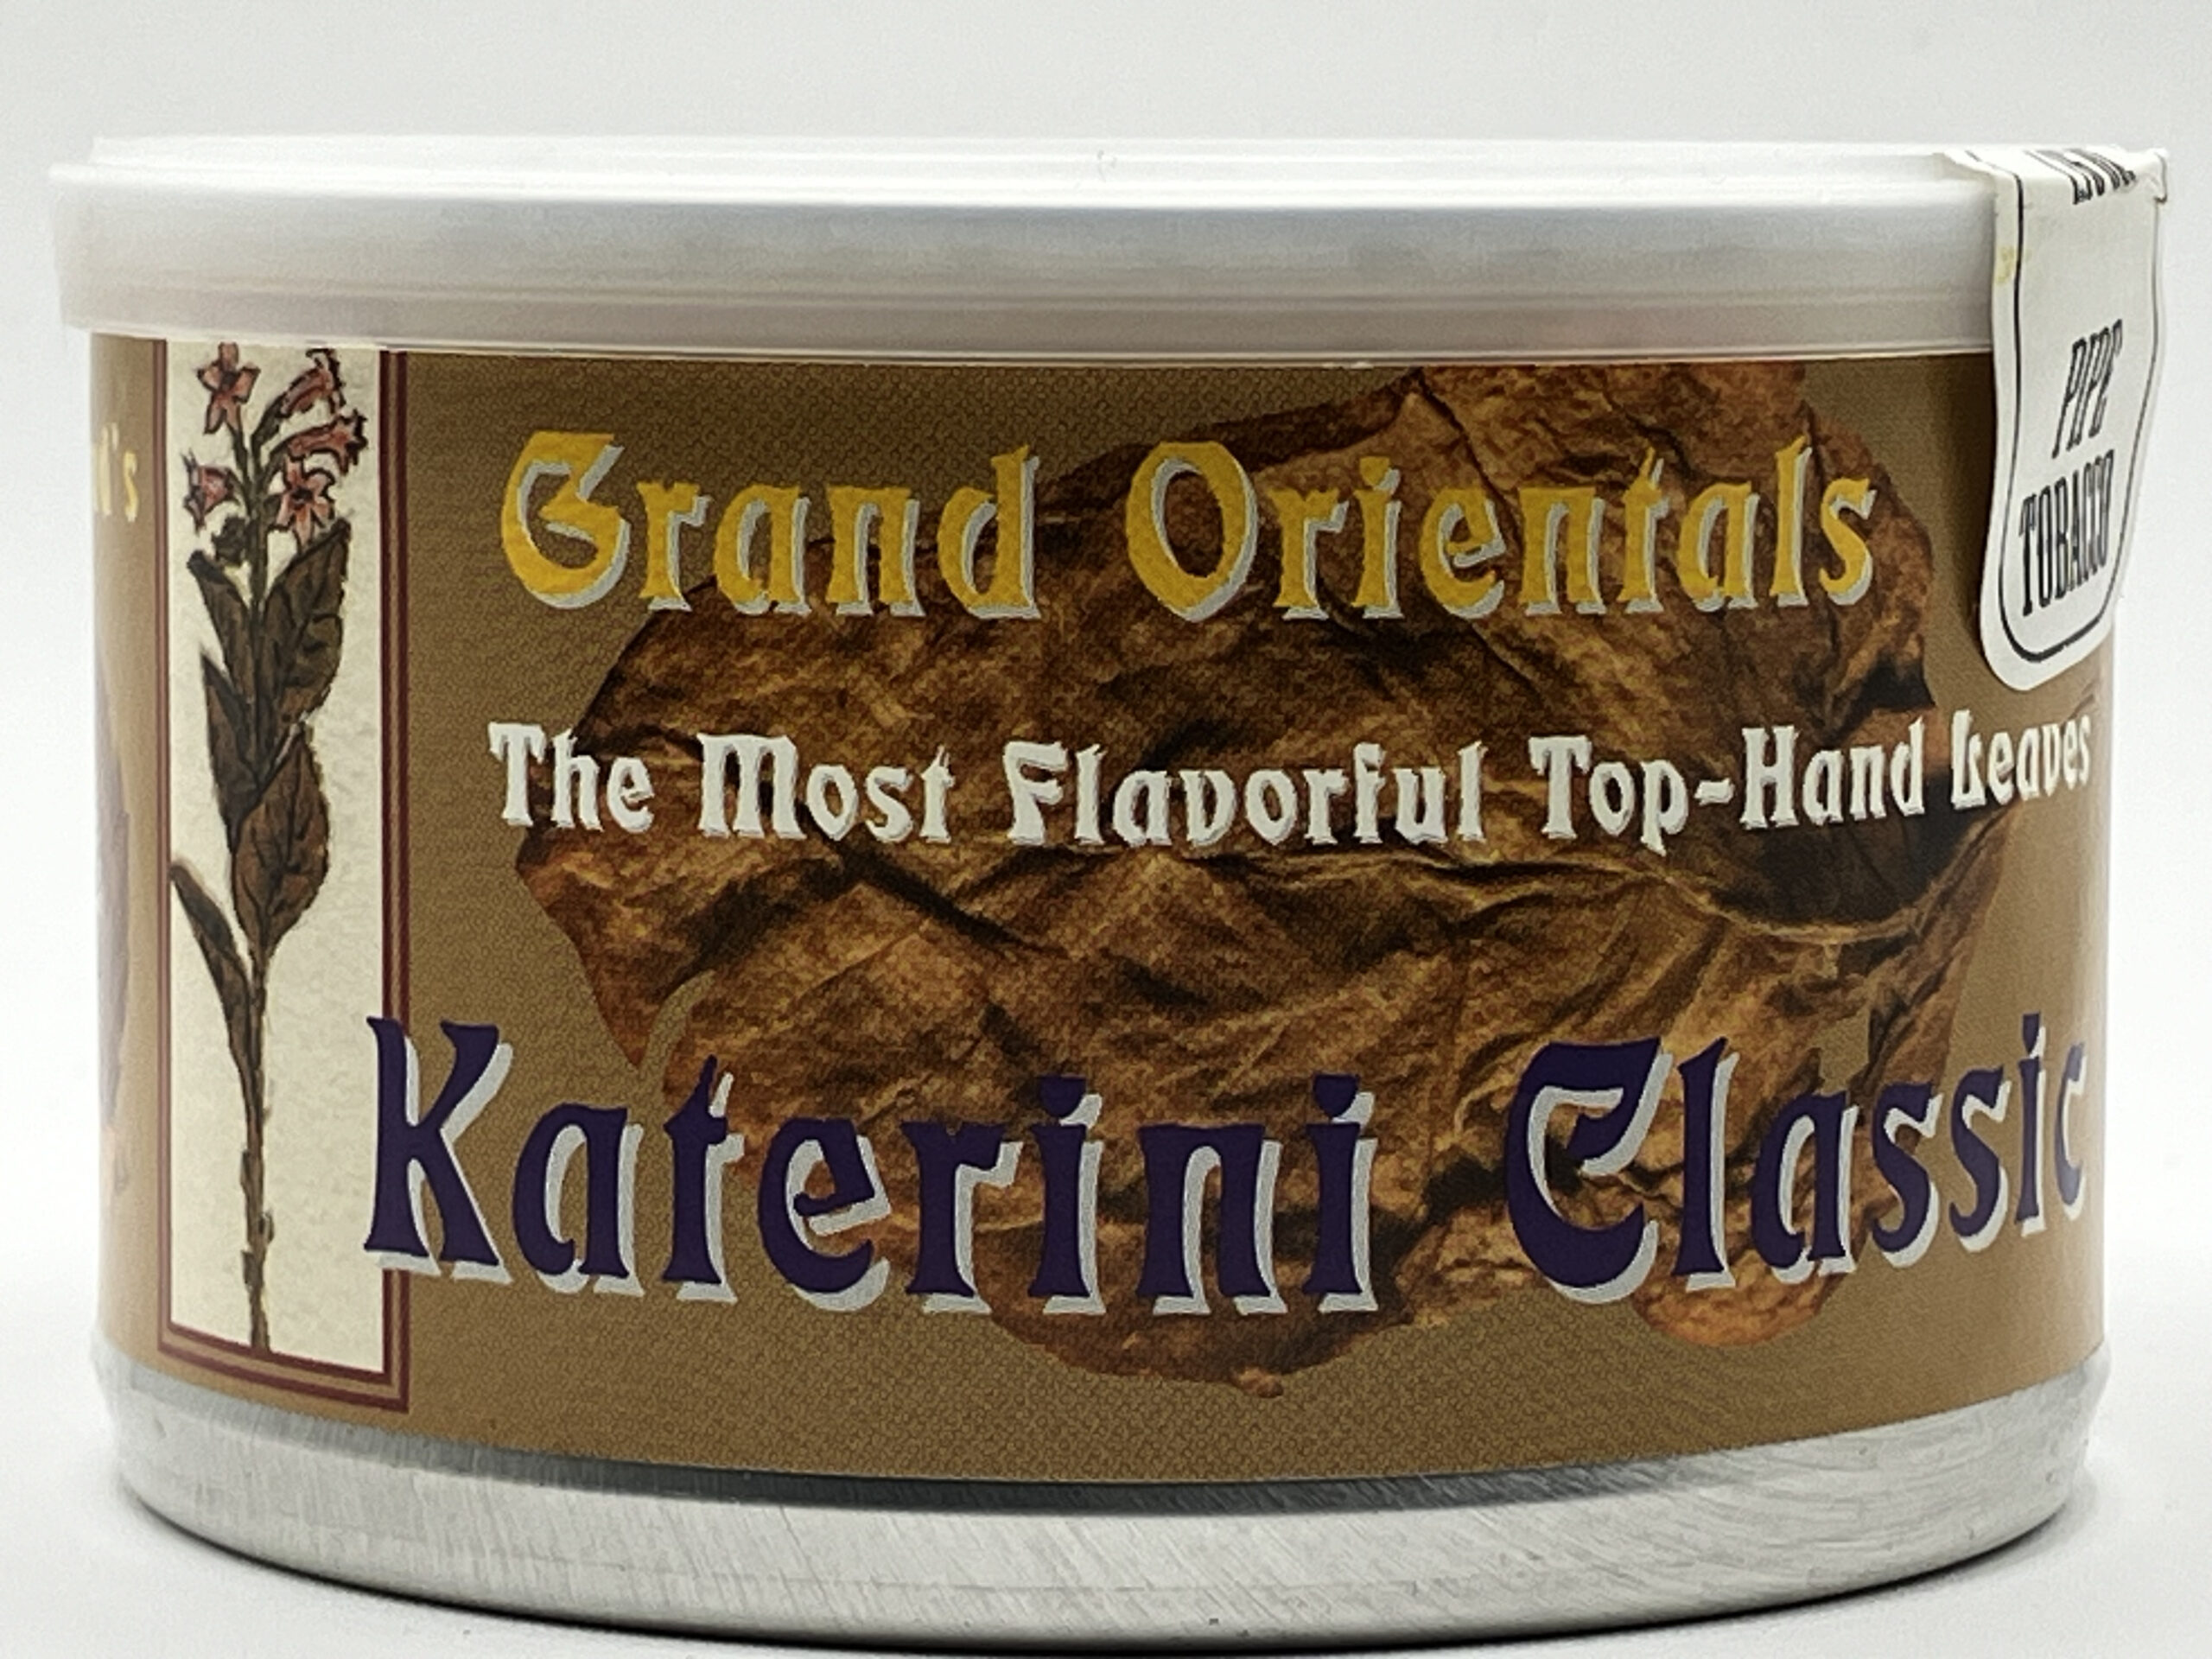 Grand Orientals
The Most Flavorful Top-Hand Leaves
Katerini Classic
PIPE
TOBACCO